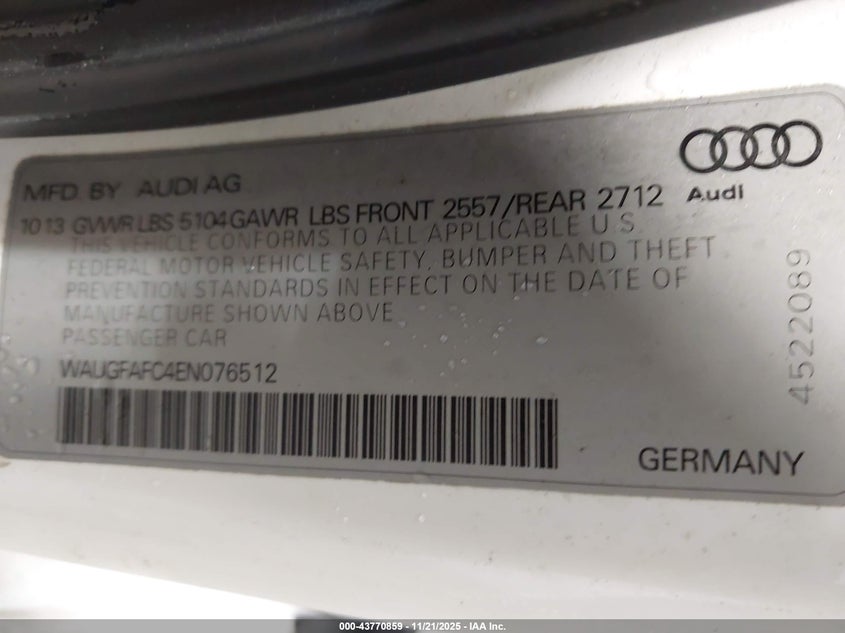 MFD. BY AUDI AG
Audi
10 13 GVWR LBS 5104 GAWR LBS FRONT 2557/REAR 2712
THIS VEHICLE CONFORMS TO ALL APPLICABLE U.S.
FEDERAL MOTOR VEHICLE SAFETY, BUMPER AND THEFT
PREVENTION STANDARDS IN EFFECT ON THE DATE OF
MANUFACTURE SHOWN ABOVE.
PASSENGER CAR
WAUGFAFC4EN076512
4522089
GERMANY
000-43770859 - 11/21/2025 - IAA Inc.